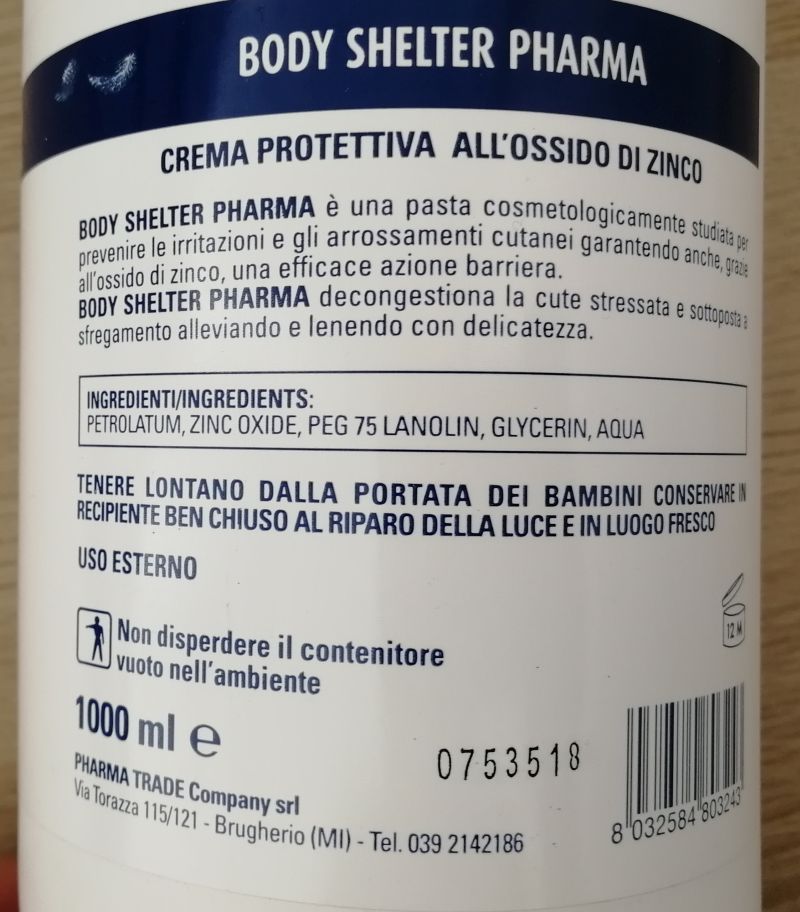 BODY SHELTER PHARMA
CREMA PROTETTIVA ALL'OSSIDO DI ZINCO
BODY SHELTER PHARMA è una pasta cosmetologicamente studiata per
prevenire le irritazioni e gli arrossamenti cutanei garantendo anche, grazie
all'ossido di zinco, una efficace azione barriera.
BODY SHELTER PHARMA decongestiona la cute stressata e sottoposta a
sfregamento alleviando e lenendo con delicatezza.
INGREDIENTI/INGREDIENTS:
PETROLATUM, ZINC OXIDE, PEG 75 LANOLIN, GLYCERIN, AQUA
TENERE LONTANO DALLA PORTATA DEI BAMBINI CONSERVARE IN
RECIPIENTE BEN CHIUSO AL RIPARO DELLA LUCE E IN LUOGO FRESCO
USO ESTERNO
12 M
Non disperdere il contenitore
vuoto nell'ambiente
1000 ml e
0753518
PHARMA TRADE Company srl
Via Torazza 115/121 - Brugherio (MI) - Tel. 039 2142186
8 032584 803243